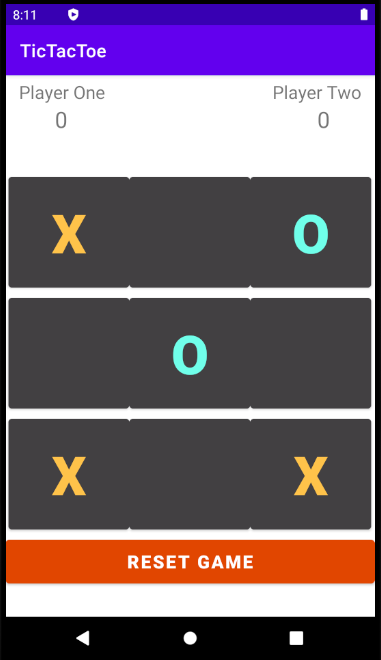 8:11
TicTacToe
Player One Player Two
0 0
X O
O
X X
RESET GAME